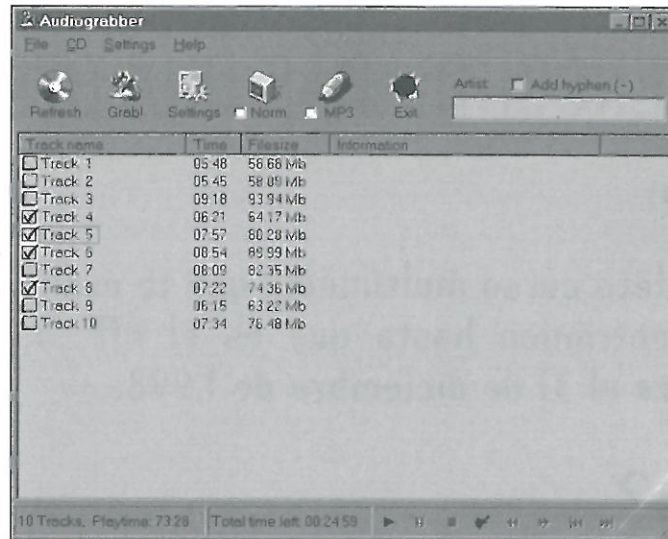 Audiograbber
File CD Settings Help
Artist: Add hyphen (-)
Refresh Grab! Settings Norm. MP3 Exit
Track name Time Filesize Information
Track 1 05:48 58.68 Mb
Track 2 05:45 58.09 Mb
Track 3 09:18 93.94 Mb
Track 4 06:21 64.17 Mb
Track 5 07:57 80.28 Mb
Track 6 08:54 89.99 Mb
Track 7 08:09 82.35 Mb
Track 8 07:22 74.36 Mb
Track 9 06:15 63.22 Mb
Track 10 07:34 76.48 Mb
10 Tracks, Playtime: 73:28 Total time left: 00:24:59